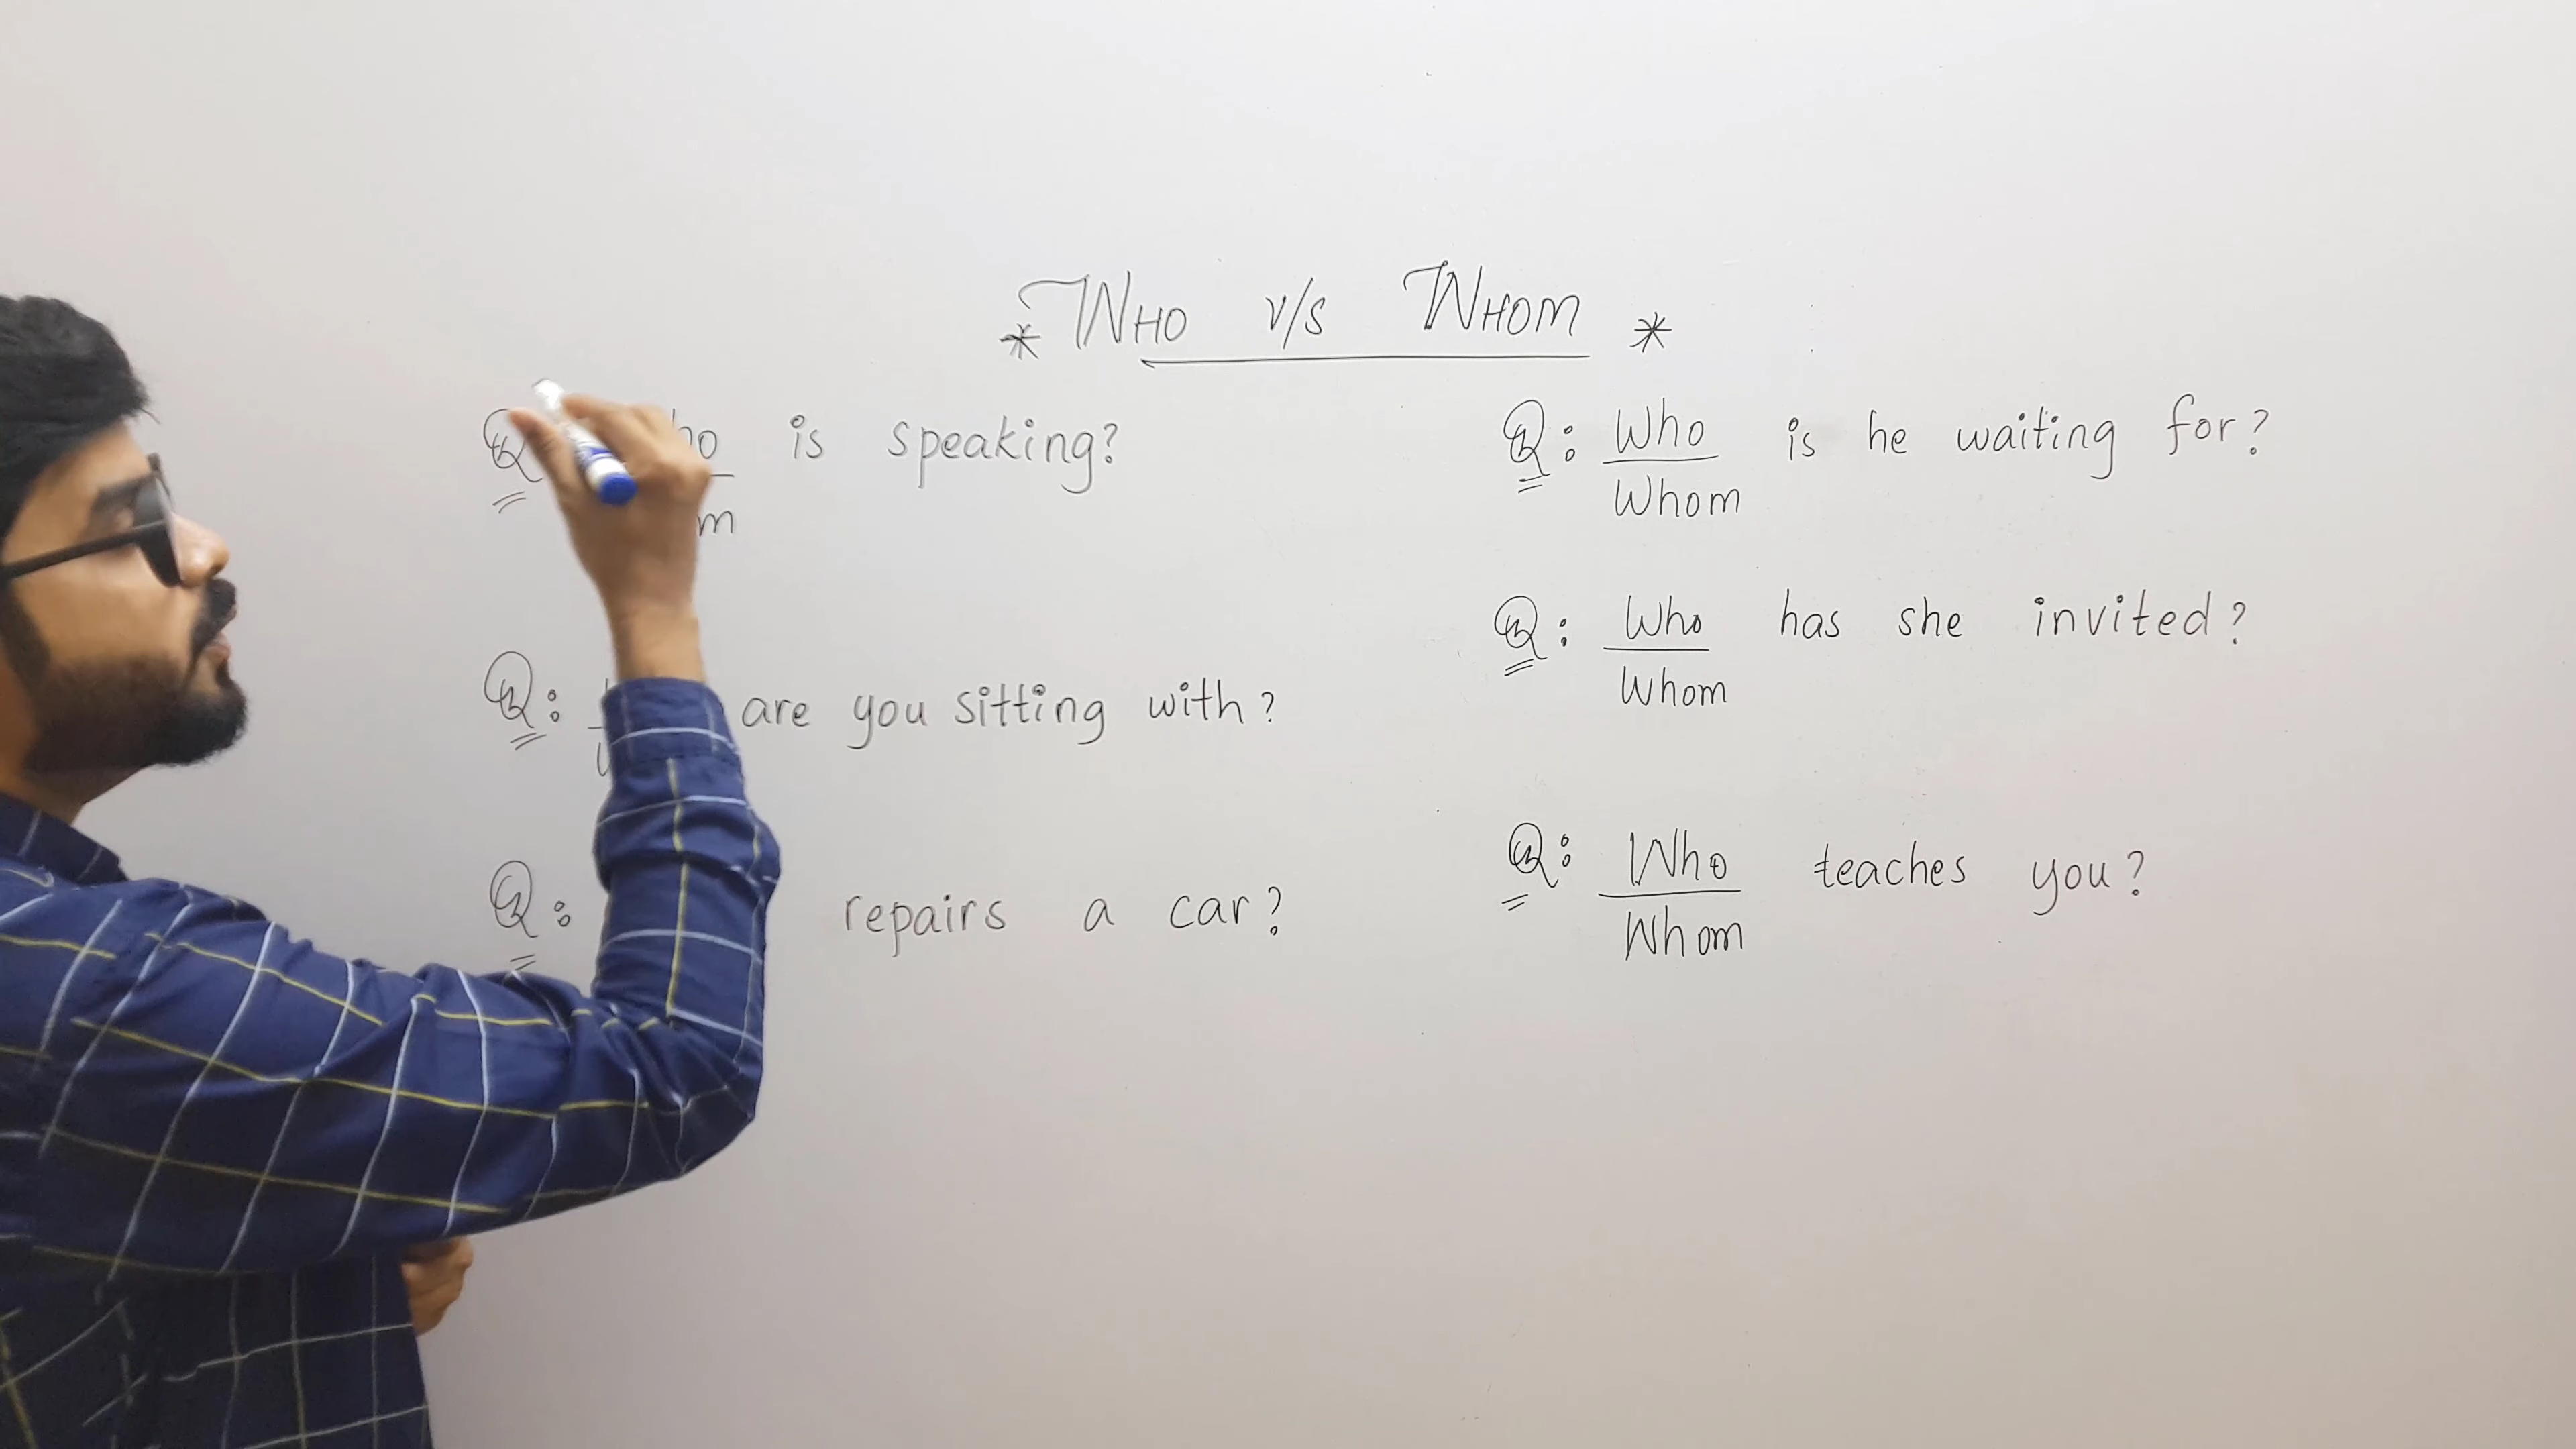 * WHO V/S WHOM *
Q is speaking?
Q: are you sitting with?
Q: repairs a car?
Q: Who is he waiting for?
Whom
Q: Who has she invited?
Whom
Q: Who teaches you?
Whom